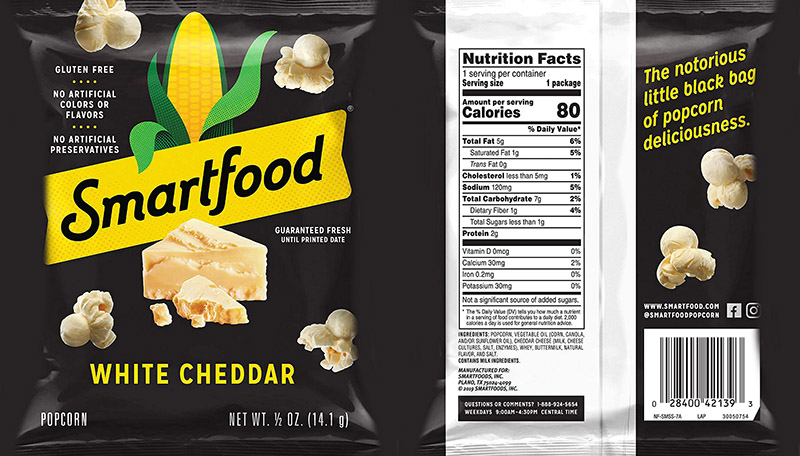 GLUTEN FREE
NO ARTIFICIAL
COLORS OR
FLAVORS
NO ARTIFICIAL
PRESERVATIVES
Smartfood
®
GUARANTEED FRESH
UNTIL PRINTED DATE
WHITE CHEDDAR
POPCORN
NET WT. ½ OZ. (14.1 g)
Nutrition Facts
1 serving per container
Serving size 1 package
Amount per serving
Calories 80
% Daily Value*
Total Fat 5g 6%
Saturated Fat 1g 5%
Trans Fat 0g
Cholesterol less than 5mg 1%
Sodium 120mg 5%
Total Carbohydrate 7g 2%
Dietary Fiber 1g 4%
Total Sugars less than 1g
Protein 2g
Vitamin D 0mcg 0%
Calcium 30mg 2%
Iron 0.2mg 0%
Potassium 30mg 0%
Not a significant source of added sugars.
* The % Daily Value (DV) tells you how much a nutrient
in a serving of food contributes to a daily diet. 2,000
calories a day is used for general nutrition advice.
INGREDIENTS: POPCORN, VEGETABLE OIL (CORN, CANOLA,
AND/OR SUNFLOWER OIL), CHEDDAR CHEESE (MILK, CHEESE
CULTURES, SALT, ENZYMES), WHEY, BUTTERMILK, NATURAL
FLAVOR, AND SALT.
CONTAINS MILK INGREDIENTS.
MANUFACTURED FOR:
SMARTFOODS, INC.
PLANO, TX 75024-4099
© 2019 SMARTFOODS, INC.
QUESTIONS OR COMMENTS? 1-888-924-5654
WEEKDAYS 9:00AM-4:30PM CENTRAL TIME
The notorious
little black bag
of popcorn
deliciousness.
WWW.SMARTFOOD.COM
@SMARTFOODPOPCORN
0 28400 42139 3
NF-SMSS-7A LAP 30050754